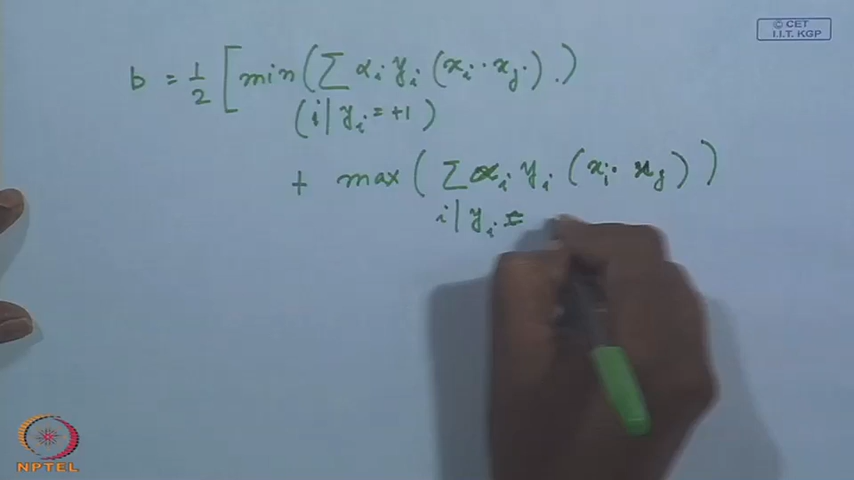 © CET
I.I.T. KGP
b = 1/2 [ min ( Σ αi yi (xi · xj) . )
(i | yi = +1)
+ max ( Σ αi yi (xi · xj) )
i | yi =
NPTEL